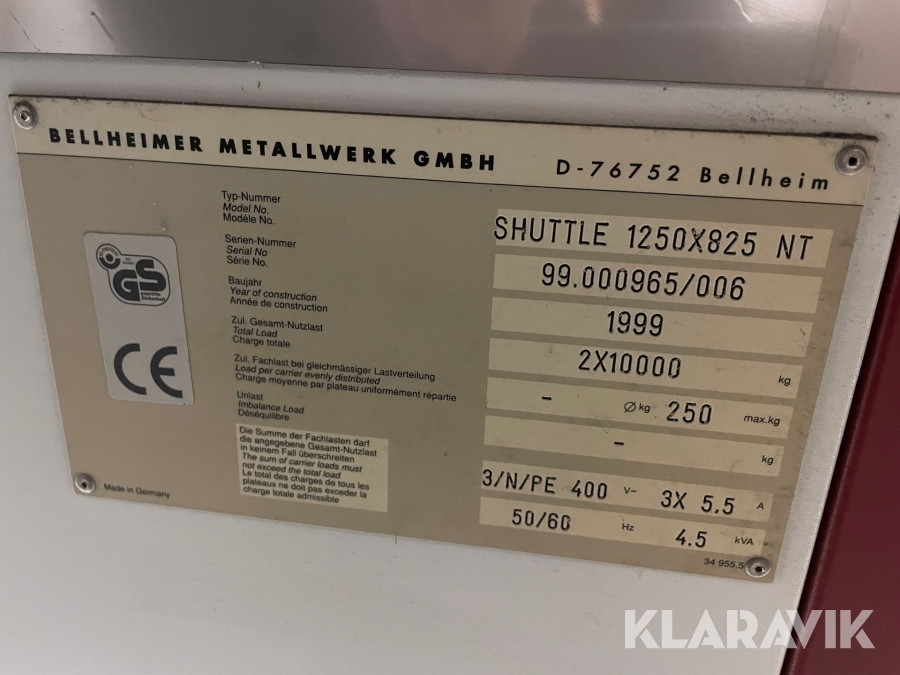 BELLHEIMER METALLWERK GMBH D-76752 Bellheim
Typ-Nummer
Model No.
Modèle No.
SHUTTLE 1250X825 NT
Serien-Nummer
Serial No
Série No.
99.000965/006
Baujahr
Year of construction
Année de construction
1999
Zul. Gesamt-Nutzlast
Total Load
Charge totale
2X10000 kg
Zul. Fachlast bei gleichmässiger Lastverteilung
Load per carrier evenly distributed
Charge moyenne par plateau uniformément répartie
- Ø kg 250 max.kg
Unlast
Imbalance Load
Déséquilibre
- kg
Die Summe der Fachlasten darf
die angegebene Gesamt-Nutzlast
in keinem Fall überschreiten
The sum of carrier loads must
not exceed the total load
Le total des charges de tous les
plateaux ne doit pas exceder la
charge totale admissible
3/N/PE 400 V~ 3X 5.5 A
50/60 Hz 4.5 kVA
GS
geprüfte
Sicherheit
CE
Made in Germany
34 955.5
KLARAVIK